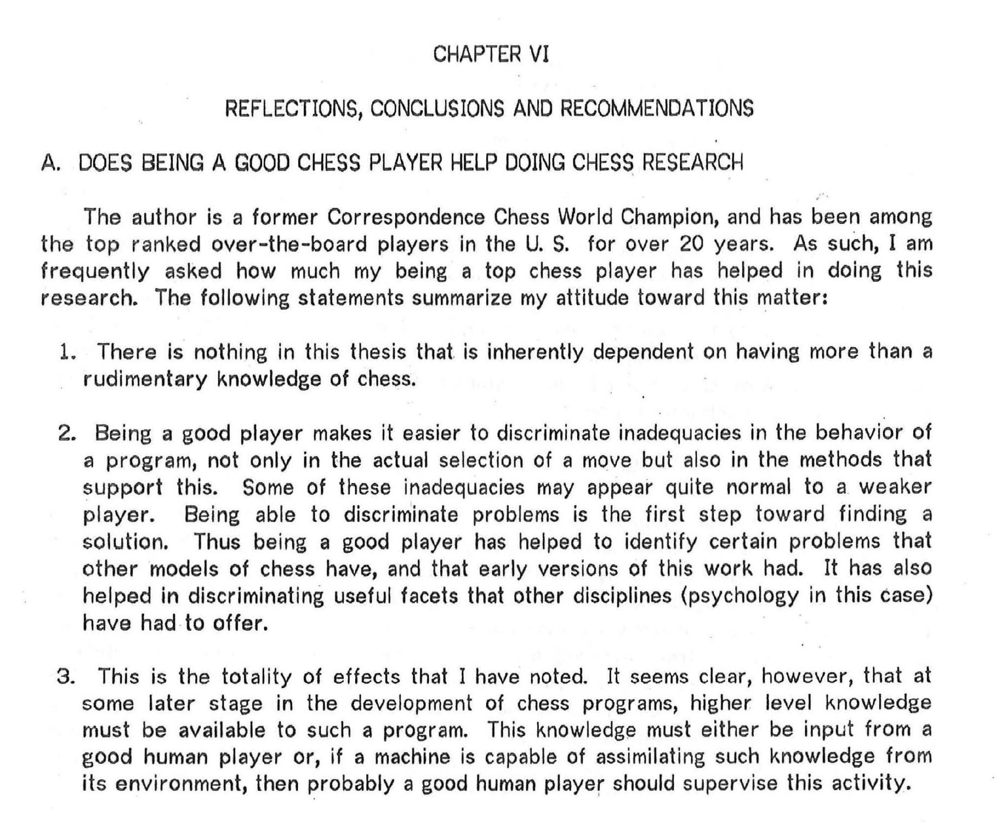 CHAPTER VI
REFLECTIONS, CONCLUSIONS AND RECOMMENDATIONS
A. DOES BEING A GOOD CHESS PLAYER HELP DOING CHESS RESEARCH
The author is a former Correspondence Chess World Champion, and has been among
the top ranked over-the-board players in the U. S. for over 20 years. As such, I am
frequently asked how much my being a top chess player has helped in doing this
research. The following statements summarize my attitude toward this matter:
1. There is nothing in this thesis that is inherently dependent on having more than a
rudimentary knowledge of chess.
2. Being a good player makes it easier to discriminate inadequacies in the behavior of
a program, not only in the actual selection of a move but also in the methods that
support this. Some of these inadequacies may appear quite normal to a weaker
player. Being able to discriminate problems is the first step toward finding a
solution. Thus being a good player has helped to identify certain problems that
other models of chess have, and that early versions of this work had. It has also
helped in discriminating useful facets that other disciplines (psychology in this case)
have had to offer.
3. This is the totality of effects that I have noted. It seems clear, however, that at
some later stage in the development of chess programs, higher level knowledge
must be available to such a program. This knowledge must either be input from a
good human player or, if a machine is capable of assimilating such knowledge from
its environment, then probably a good human player should supervise this activity.